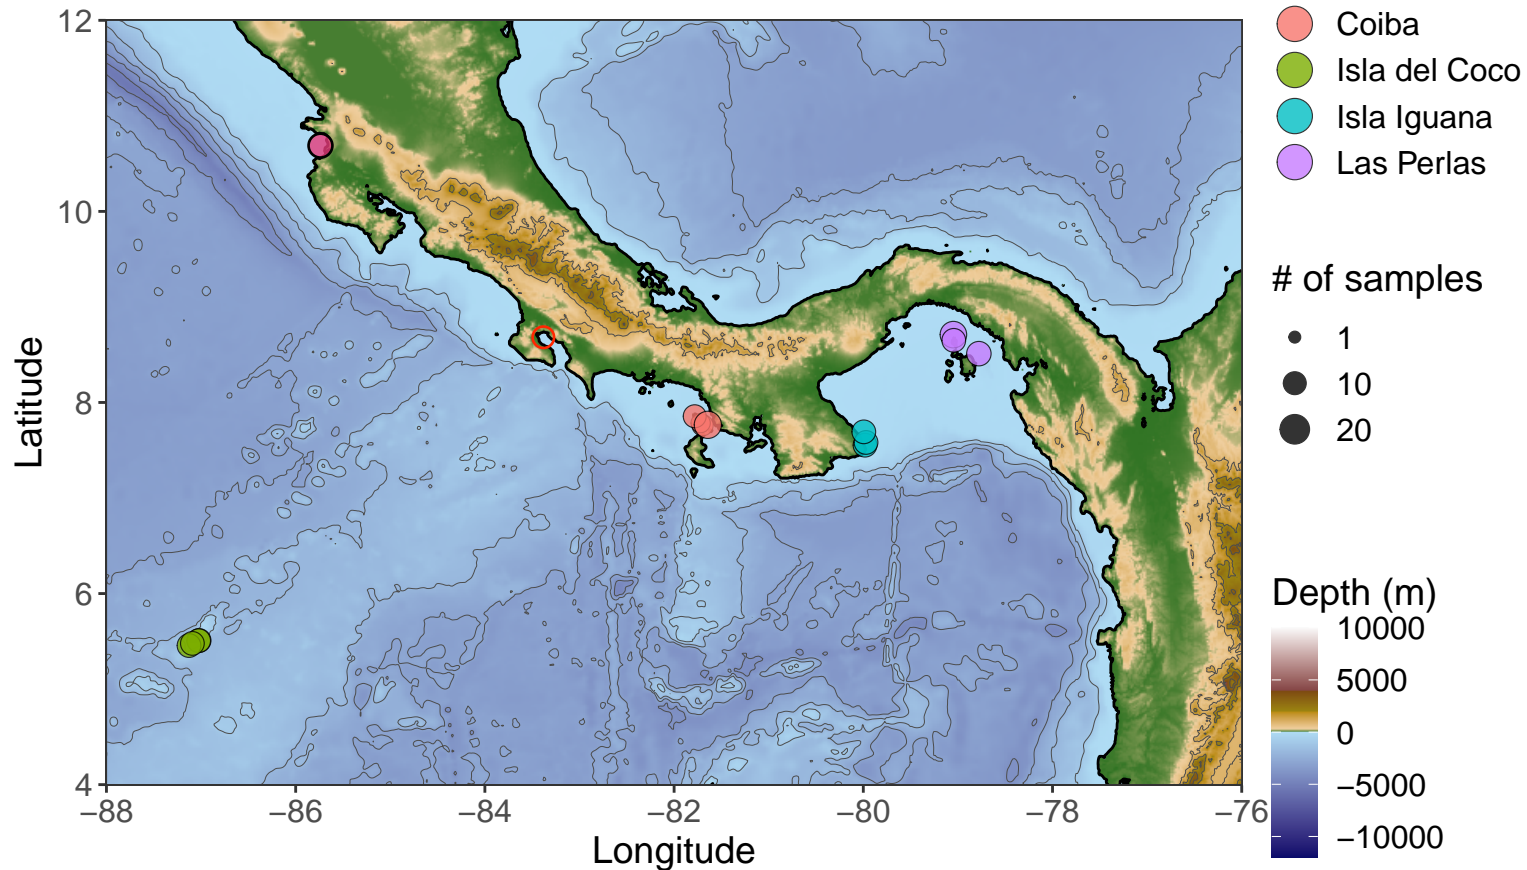 Coiba
Isla del Coco
Isla Iguana
Las Perlas
# of samples
1
10
20
Depth (m)
10000
5000
0
−5000
−10000
12
10
8
6
4
Latitude
−88
−86
−84
−82
−80
−78
−76
Longitude